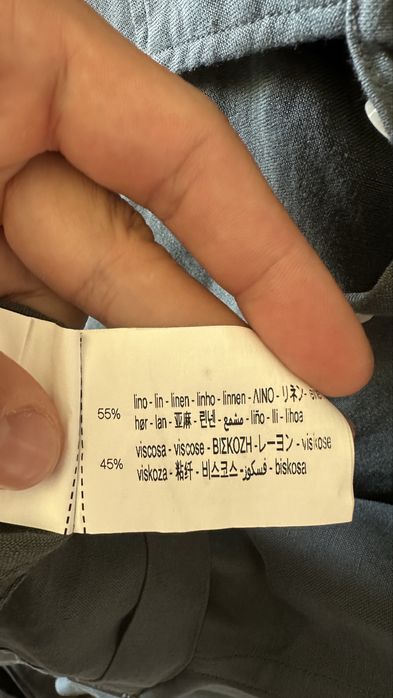 55% lino - lin - linen - linho - linnen - ΛΙΝΟ - リネン -
hør - lan - 亚麻 - 린넨 - مشمع - liño - lli - lihoa
45% viscosa - viscose - ΒΙΣΚΟΖΗ - レーヨン - viskose
viskoza - 粘纤 - 비스코스 - فسكوز - biskosa